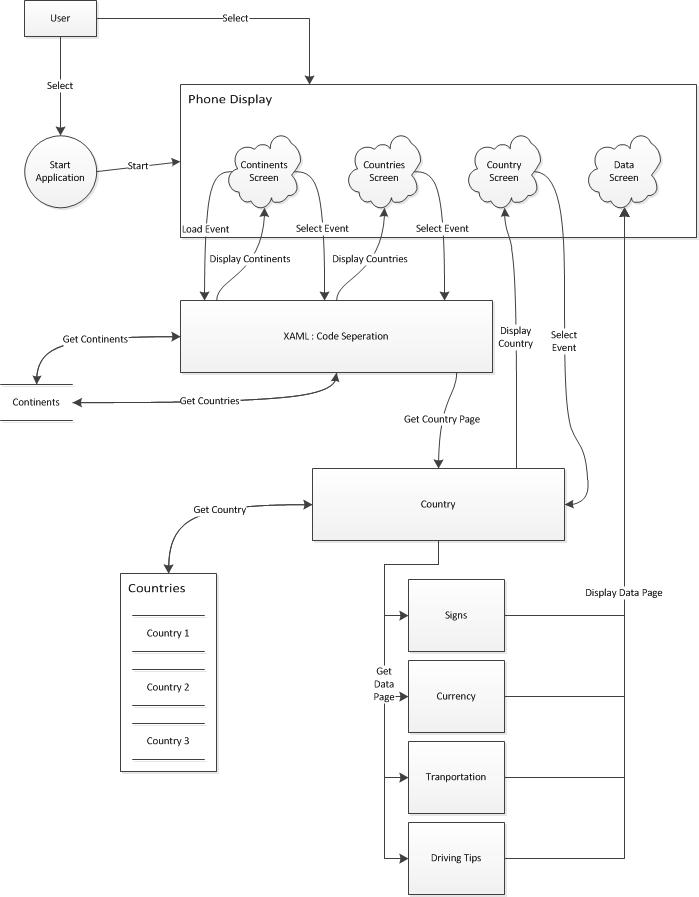 User
Select
Select
Phone Display
Start
Application
Start
Continents
Screen
Countries
Screen
Country
Screen
Data
Screen
Load Event
Select Event
Select Event
Display Continents
Display Countries
XAML : Code Seperation
Display
Country
Select
Event
Get Continents
Continents
Get Countries
Get Country Page
Country
Get Country
Countries
Country 1
Country 2
Country 3
Display Data Page
Signs
Get
Data
Page
Currency
Tranportation
Driving Tips